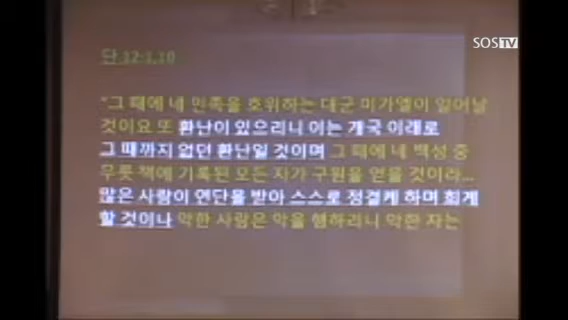 SOSTV
단 12:1,10
"그 때에 네 민족을 호위하는 대군 미가엘이 일어날
것이요 또 환난이 있으리니 이는 개국 이래로
그 때까지 없던 환난일 것이며 그 때에 네 백성 중
무릇 책에 기록된 모든 자가 구원을 얻을 것이라...
많은 사람이 연단을 받아 스스로 정결케 하며 희게
할 것이나 악한 사람은 악을 행하리니 악한 자는